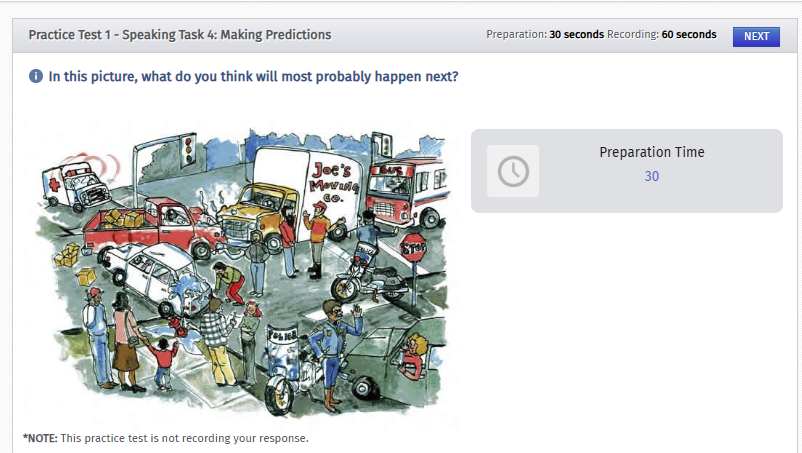 Practice Test 1 - Speaking Task 4: Making Predictions
Preparation: 30 seconds Recording: 60 seconds
NEXT
In this picture, what do you think will most probably happen next?
Joe's
Moving
Co.
BUS
STOP
POLICE
Preparation Time
30
*NOTE: This practice test is not recording your response.